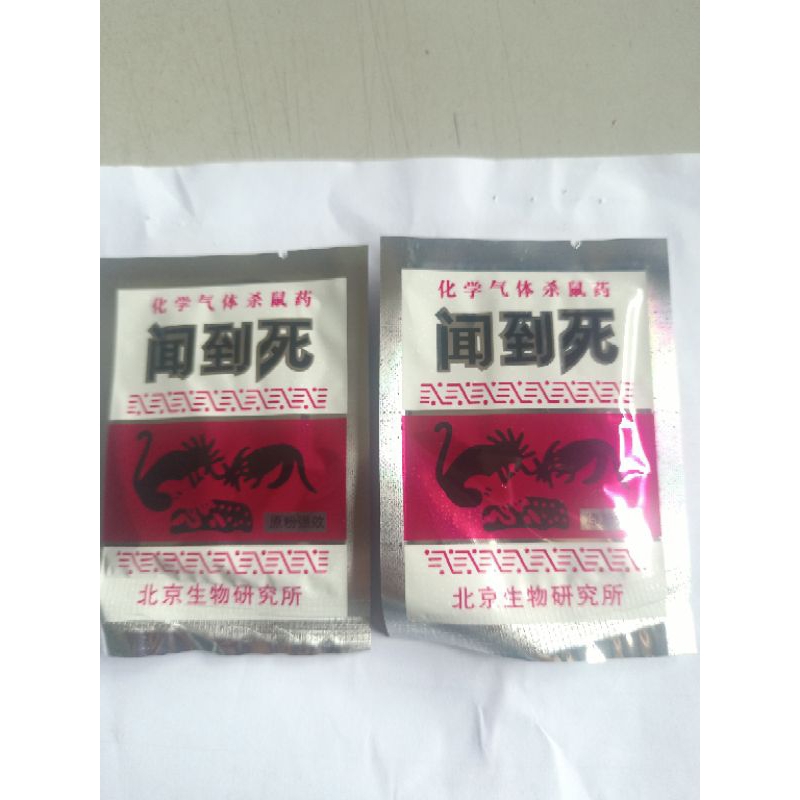 化学气体杀鼠药
闻到死
原粉强效
北京生物研究所
化学气体杀鼠药
闻到死
北京生物研究所